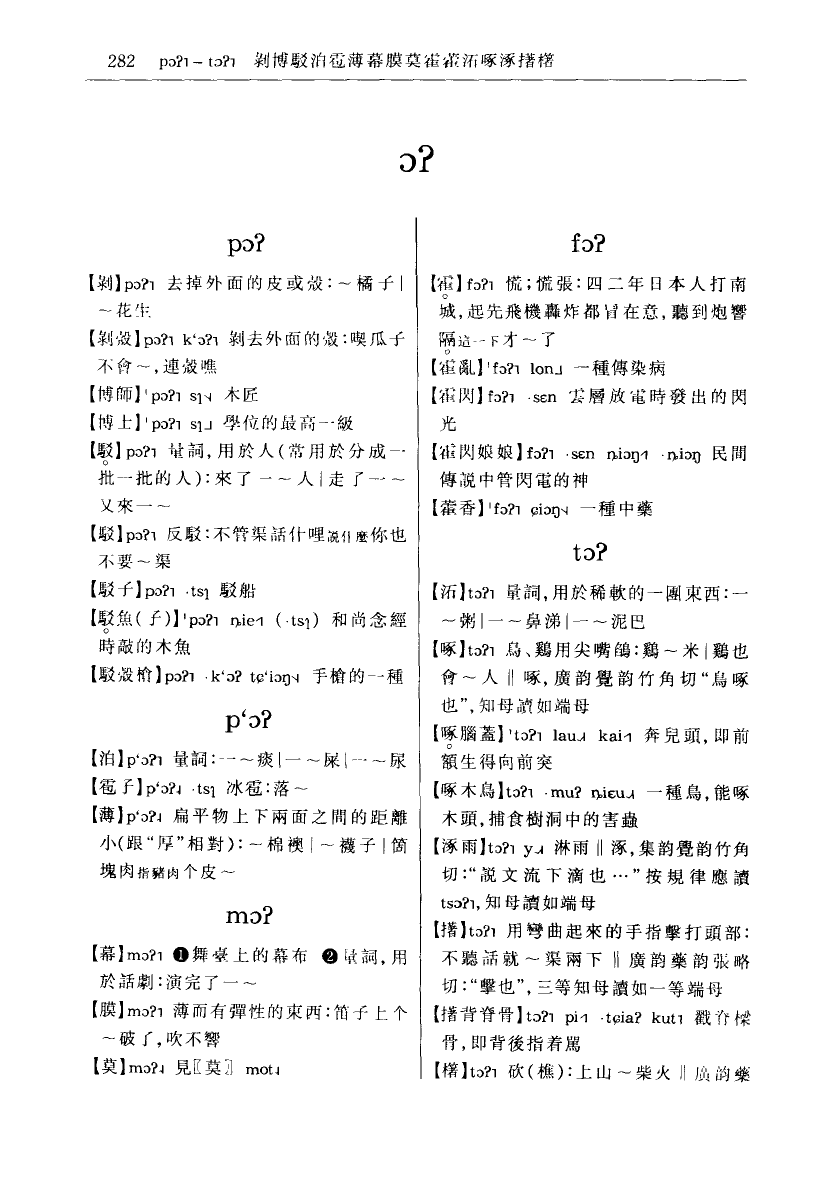 282 pɔʔ˥ – tɔʔ˥ 剝博駁泊雹薄幕膜莫霍藿沰啄涿撯櫡
ɔʔ
pɔʔ
【剝】pɔʔ˥ 去掉外面的皮或殼：~橘子|
~花生
【剝殼】pɔʔ˥ kʻɔʔ˥ 剝去外面的殼：喫瓜子
不會~，連殼噍
【博師】ˈpɔʔ˥ sɿ 木匠
【博士】ˈpɔʔ˥ sɿ˩ 學位的最高一級
【駁】pɔʔ˥ 量詞，用於人（常用於分成一
批一批的人）：來了一~人|走了一~
又來一~
【駁】pɔʔ˥ 反駁：不管渠話什哩説什麼你也
不要~渠
【駁子】pɔʔ˥ ·tsɿ 駁船
【駁魚（子）】ˈpɔʔ˥ ȵie (·tsɿ) 和尚念經
時敲的木魚
【駁殼槍】pɔʔ˥ ·kʻɔʔ tɕʻiɔŋ 手槍的一種
pʻɔʔ
【泊】pʻɔʔ˥ 量詞：一~痰|一~屎|一~尿
【雹子】pʻɔʔ ·tsɿ 冰雹：落~
【薄】pʻɔʔ 扁平物上下兩面之間的距離
小（跟“厚”相對）：~棉襖|~襪子|箇
塊肉指豬肉个皮~
mɔʔ
【幕】mɔʔ˥ ❶舞臺上的幕布 ❷量詞，用
於話劇：演完了一~
【膜】mɔʔ˥ 薄而有彈性的東西：笛子上个
~破了，吹不響
【莫】mɔʔ 見〖莫〗 mot
fɔʔ
【霍】fɔʔ˥ 慌；慌張：四二年日本人打南
城，起先飛機轟炸都冒在意，聽到炮響
隔這一下才~了
【霍亂】ˈfɔʔ˥ lon˩ 一種傳染病
【霍閃】fɔʔ˥ ·sɛn 雲層放電時發出的閃
光
【霍閃娘娘】fɔʔ˥ ·sɛn ȵiɔŋ ·ȵiɔŋ 民間
傳説中管閃電的神
【藿香】ˈfɔʔ˥ ɕiɔŋ 一種中藥
tɔʔ
【沰】tɔʔ˥ 量詞，用於稀軟的一團東西：一
~粥|一~鼻涕|一~泥巴
【啄】tɔʔ˥ 鳥、鷄用尖嘴鴿：鷄~米|鷄也
會~人 ‖ 啄，廣韵覺韵竹角切“鳥啄
也”，知母讀如端母
【啄腦蓋】ˈtɔʔ˥ lau kai 奔兒頭，即前
額生得向前突
【啄木鳥】tɔʔ˥ ·muʔ ȵiɛu 一種鳥，能啄
木頭，捕食樹洞中的害蟲
【涿雨】tɔʔ˥ y 淋雨 ‖ 涿，集韵覺韵竹角
切：“説文流下滴也…”按規律應讀
tsɔʔ˥，知母讀如端母
【撯】tɔʔ˥ 用彎曲起來的手指擊打頭部：
不聽話就~渠兩下 ‖ 廣韵藥韵張略
切：“擊也”，三等知母讀如一等端母
【撯背脊骨】tɔʔ˥ pi ·tɕiaʔ kut˥ 戳脊樑
骨，即背後指着罵
【櫡】tɔʔ˥ 砍（樵）：上山~柴火 ‖ 廣韵藥